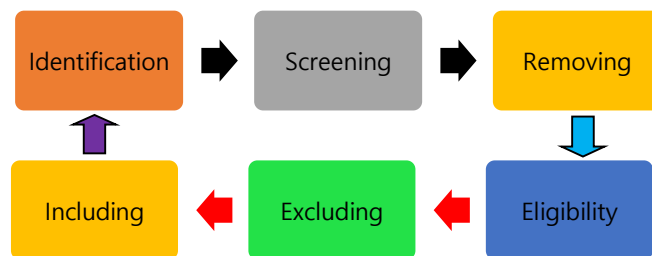 Identification
Screening
Removing
Including
Excluding
Eligibility